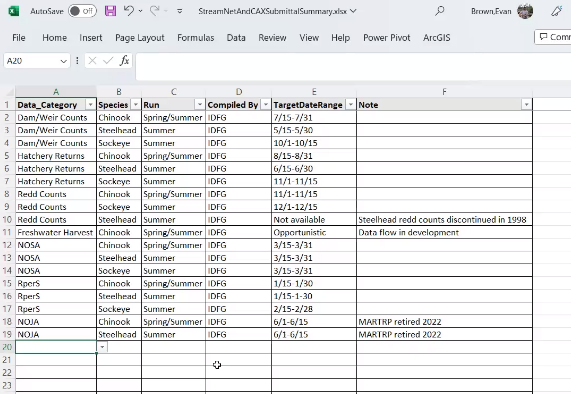 AutoSave Off StreamNetAndCAXSubmittalSummary.xlsx Brown,Evan
File Home Insert Page Layout Formulas Data Review View Help Power Pivot ArcGIS
A20 fx
A B C D E F
1 Data_Category Species Run Compiled By TargetDateRange Note
2 Dam/Weir Counts Chinook Spring/Summer IDFG 7/15-7/31
3 Dam/Weir Counts Steelhead Summer IDFG 5/15-5/30
4 Dam/Weir Counts Sockeye Summer IDFG 10/1-10/15
5 Hatchery Returns Chinook Spring/Summer IDFG 8/15-8/31
6 Hatchery Returns Steelhead Summer IDFG 6/15-6/30
7 Hatchery Returns Sockeye Summer IDFG 11/1-11/15
8 Redd Counts Chinook Spring/Summer IDFG 11/1-11/15
9 Redd Counts Sockeye Summer IDFG 12/1-12/15
10 Redd Counts Steelhead Summer IDFG Not available Steelhead redd counts discontinued in 1998
11 Freshwater Harvest Chinook Spring/Summer IDFG Opportunistic Data flow in development
12 NOSA Chinook Spring/Summer IDFG 3/15-3/31
13 NOSA Steelhead Summer IDFG 3/15-3/31
14 NOSA Sockeye Summer IDFG 3/15-3/31
15 RperS Chinook Spring/Summer IDFG 1/15-1/30
16 RperS Steelhead Summer IDFG 1/15-1-30
17 RperS Sockeye Summer IDFG 2/15-2/28
18 NOJA Chinook Spring/Summer IDFG 6/1-6/15 MARTRP retired 2022
19 NOJA Steelhead Summer IDFG 6/1-6/15 MARTRP retired 2022
20
21
22
23